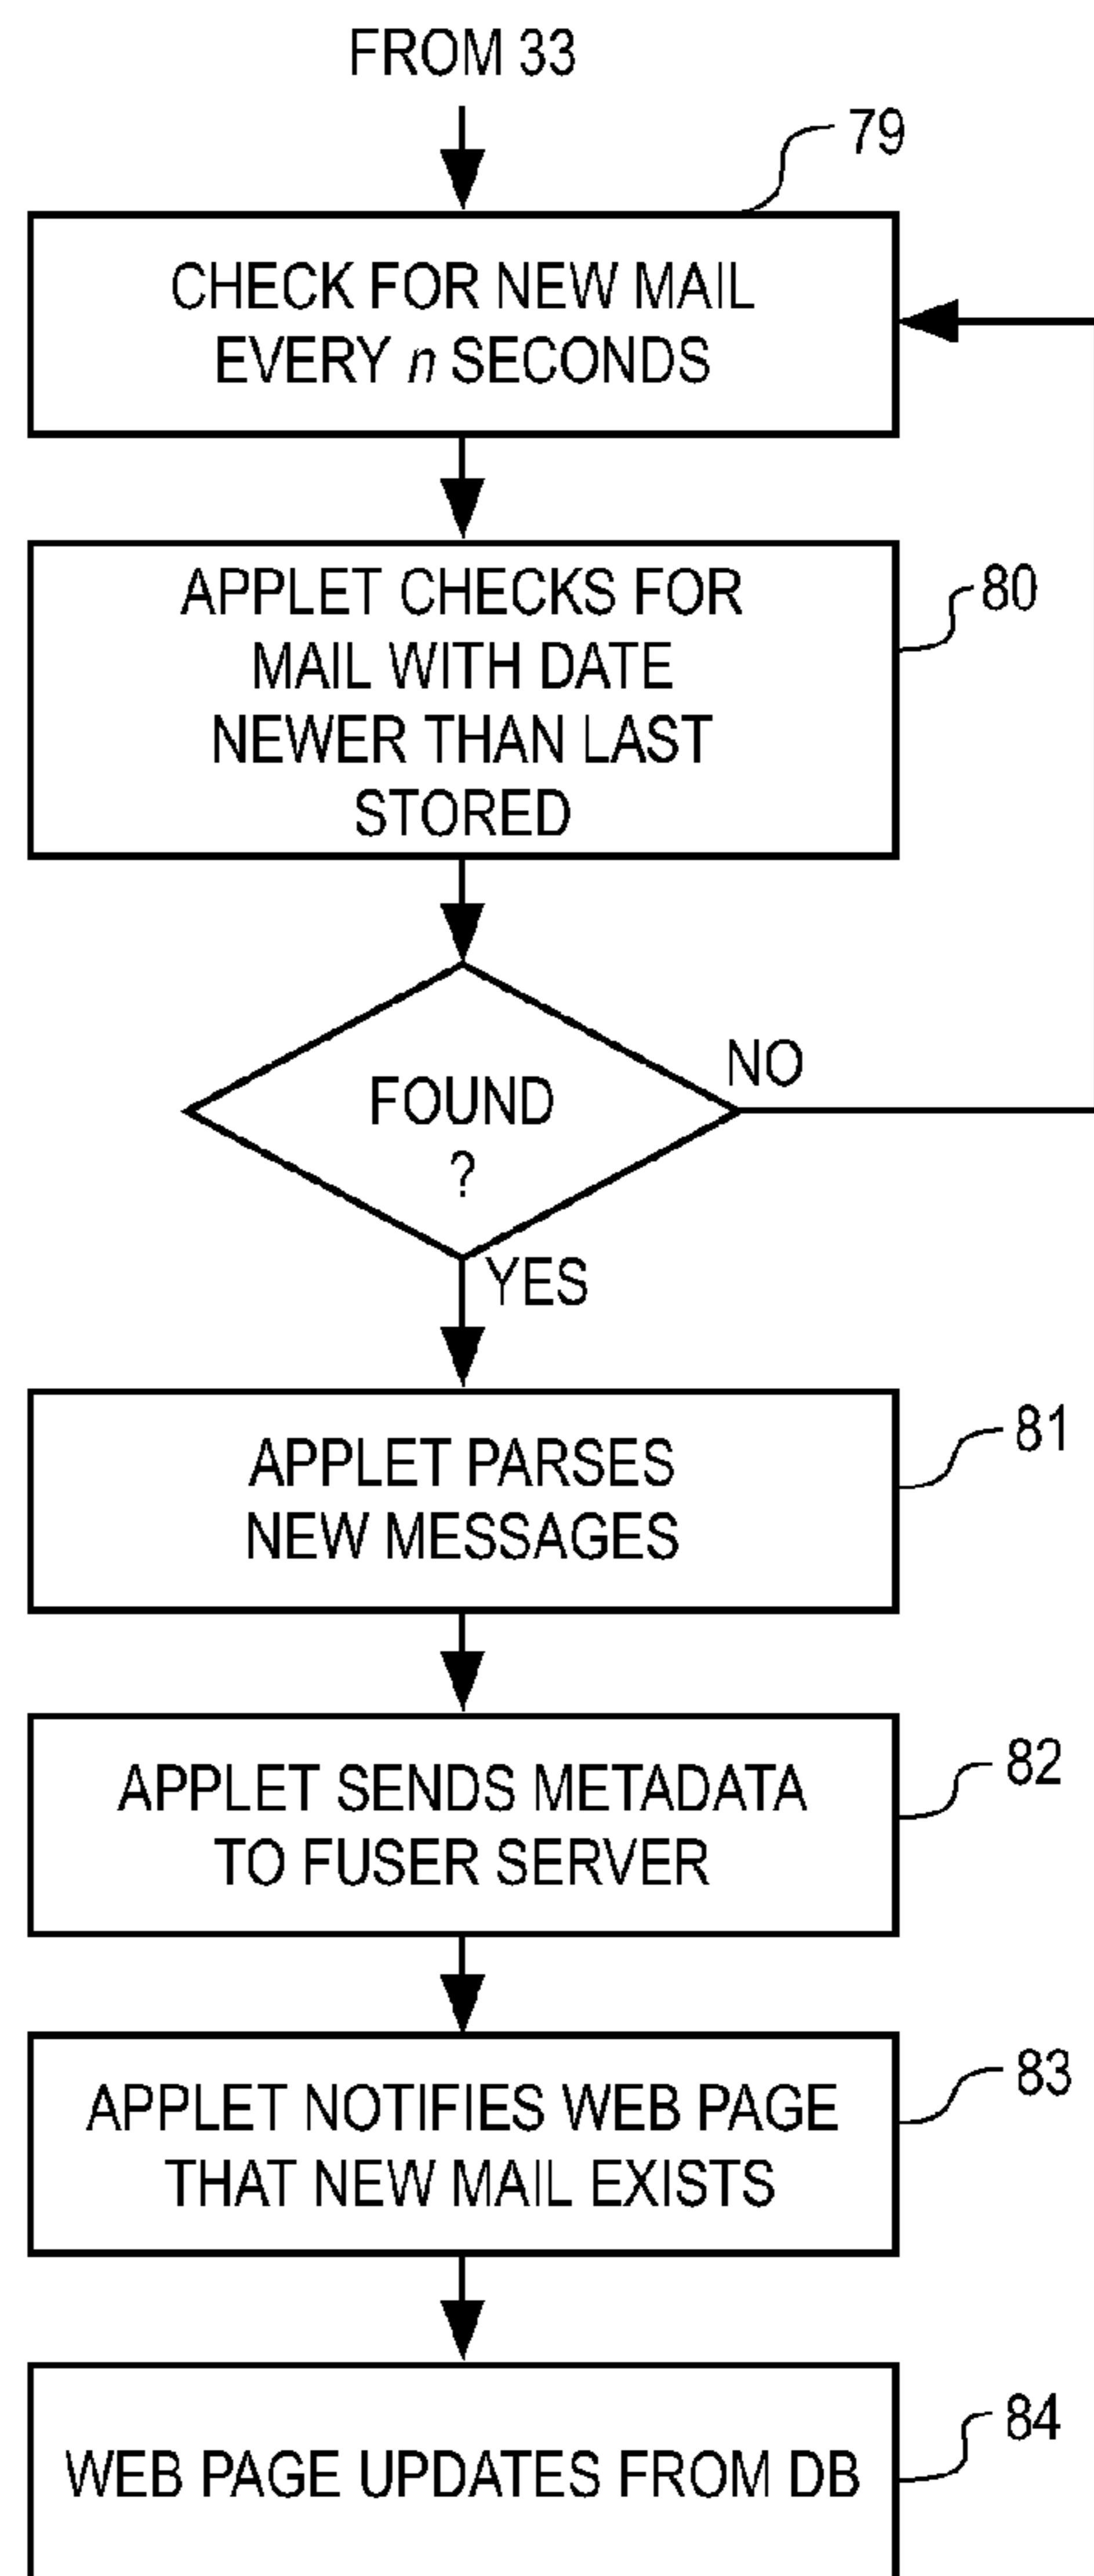 FROM 33
79
CHECK FOR NEW MAIL
EVERY n SECONDS
APPLET CHECKS FOR
MAIL WITH DATE
NEWER THAN LAST
STORED
80
FOUND
?
NO
YES
APPLET PARSES
NEW MESSAGES
81
APPLET SENDS METADATA
TO FUSER SERVER
82
APPLET NOTIFIES WEB PAGE
THAT NEW MAIL EXISTS
83
WEB PAGE UPDATES FROM DB
84